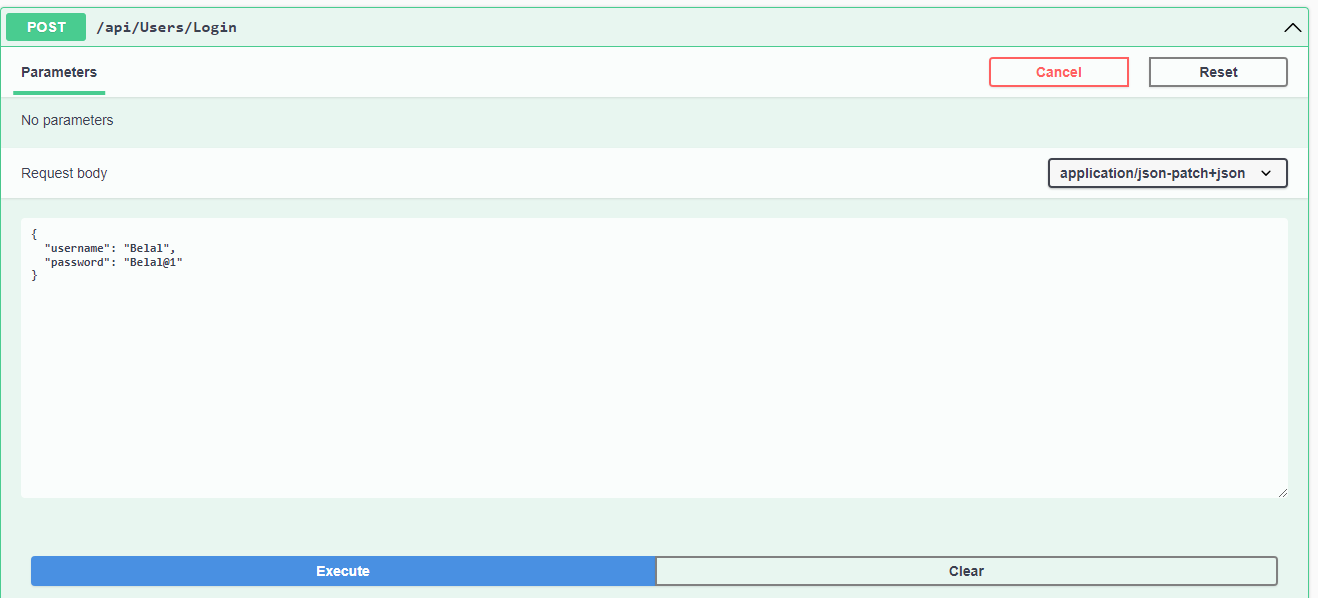 POST /api/Users/Login
Parameters Cancel Reset
No parameters
Request body application/json-patch+json
{
  "username": "Belal",
  "password": "Belal@1"
}
Execute Clear